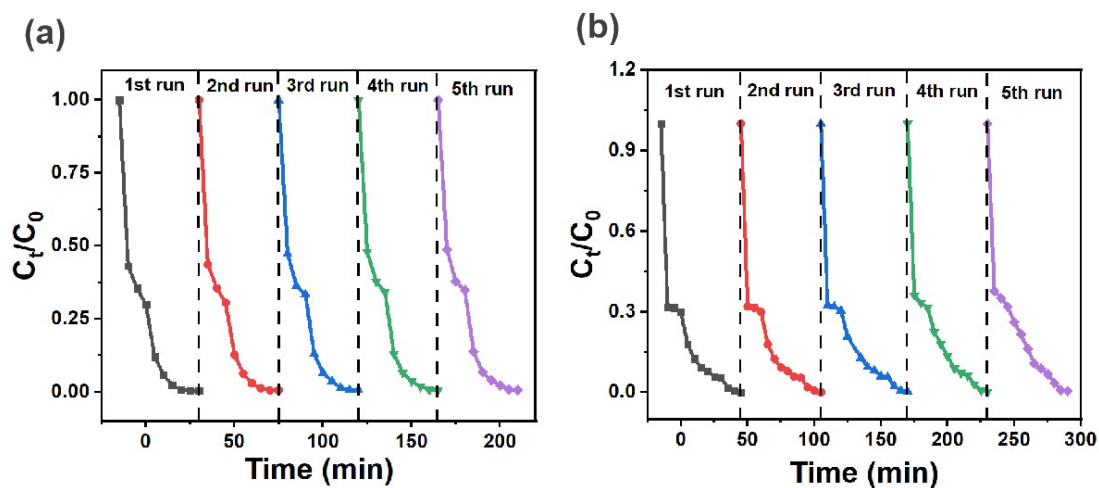 (a)
1st run 2nd run 3rd run 4th run 5th run
1.00
0.75
0.50
0.25
0.00
Ct/C0
0 50 100 150 200
Time (min)
(b)
1st run 2nd run 3rd run 4th run 5th run
1.2
0.9
0.6
0.3
0.0
Ct/C0
0 50 100 150 200 250 300
Time (min)